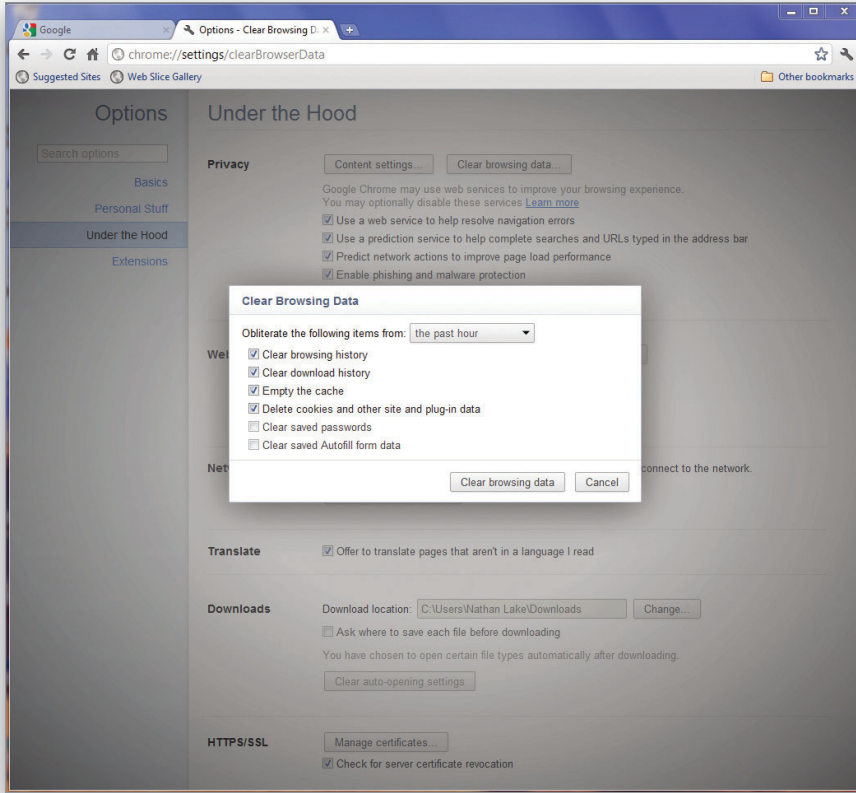 Google
Options - Clear Browsing D
chrome://settings/clearBrowserData
Suggested Sites Web Slice Gallery Other bookmarks
Options
Search options
Basics
Personal Stuff
Under the Hood
Extensions
Under the Hood
Privacy
Content settings... Clear browsing data...
Google Chrome may use web services to improve your browsing experience.
You may optionally disable these services Learn more
Use a web service to help resolve navigation errors
Use a prediction service to help complete searches and URLs typed in the address bar
Predict network actions to improve page load performance
Enable phishing and malware protection
Clear Browsing Data
Obliterate the following items from: the past hour
Clear browsing history
Clear download history
Empty the cache
Delete cookies and other site and plug-in data
Clear saved passwords
Clear saved Autofill form data
Clear browsing data Cancel
Web
Net
connect to the network.
Translate
Offer to translate pages that aren't in a language I read
Downloads
Download location: C:\Users\Nathan Lake\Downloads Change...
Ask where to save each file before downloading
You have chosen to open certain file types automatically after downloading.
Clear auto-opening settings
HTTPS/SSL
Manage certificates...
Check for server certificate revocation